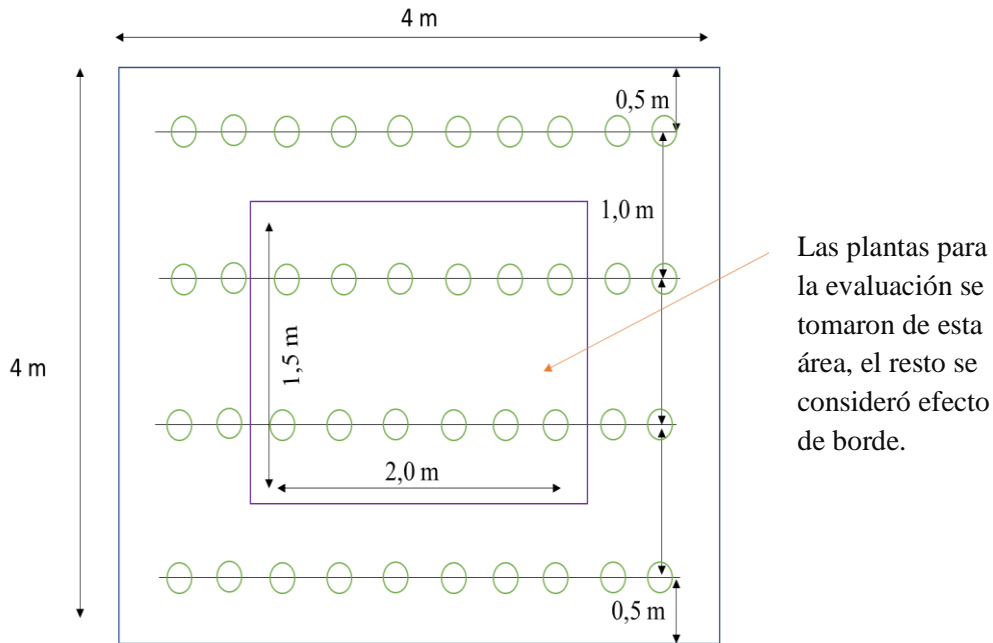 4 m
0,5 m
1,0 m
Las plantas para
la evaluación se
tomaron de esta
área, el resto se
consideró efecto
de borde.
1,5 m
4 m
2,0 m
0,5 m